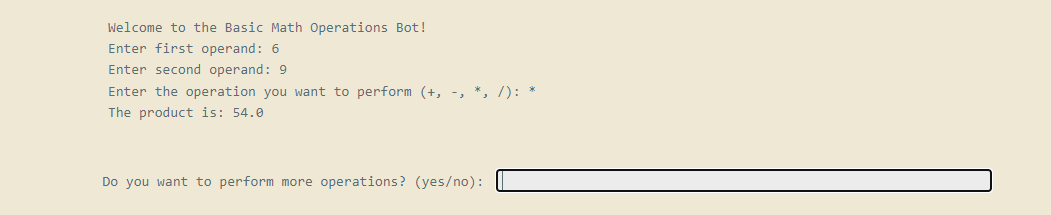 Welcome to the Basic Math Operations Bot!
Enter first operand: 6
Enter second operand: 9
Enter the operation you want to perform (+, -, *, /): *
The product is: 54.0
Do you want to perform more operations? (yes/no):